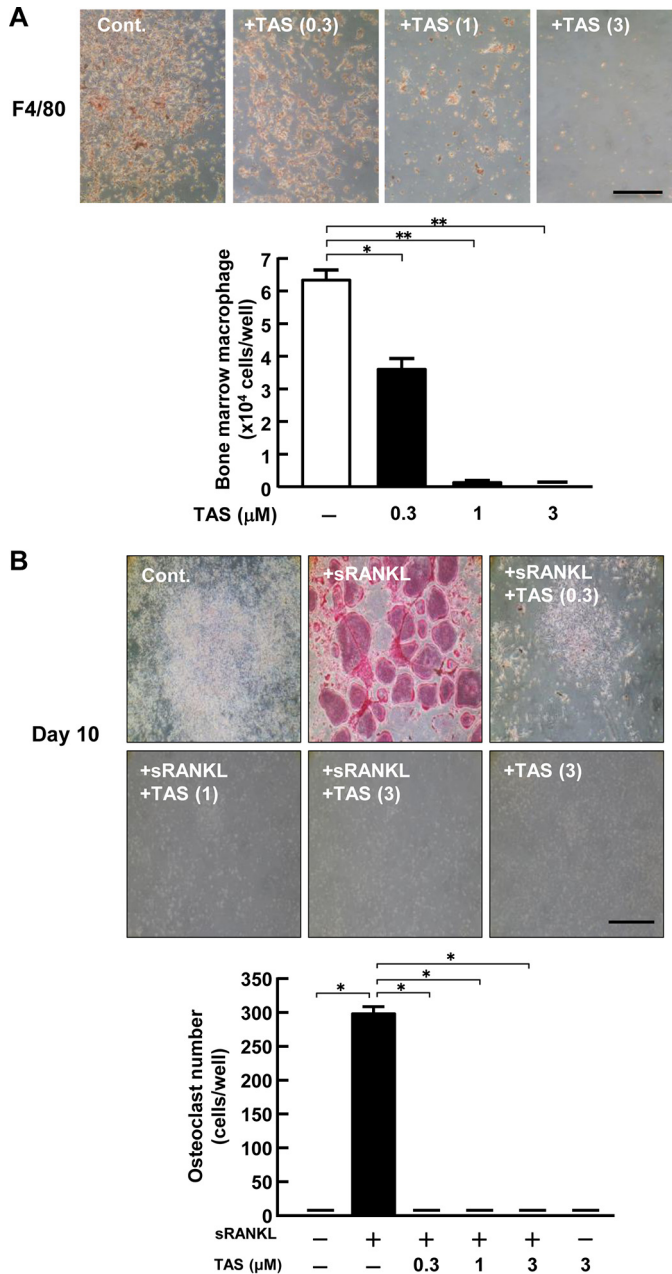 A
Cont.
+TAS (0.3)
+TAS (1)
+TAS (3)
F4/80
**
**
*
Bone marrow macrophage
(x10⁴ cells/well)
7
6
5
4
3
2
1
0
TAS (μM)
–
0.3
1
3
B
Cont.
+sRANKL
+sRANKL
+TAS (0.3)
Day 10
+sRANKL
+TAS (1)
+sRANKL
+TAS (3)
+TAS (3)
*
*
*
*
Osteoclast number
(cells/well)
350
300
250
200
150
100
50
0
sRANKL – + + + + –
TAS (μM) – – 0.3 1 3 3